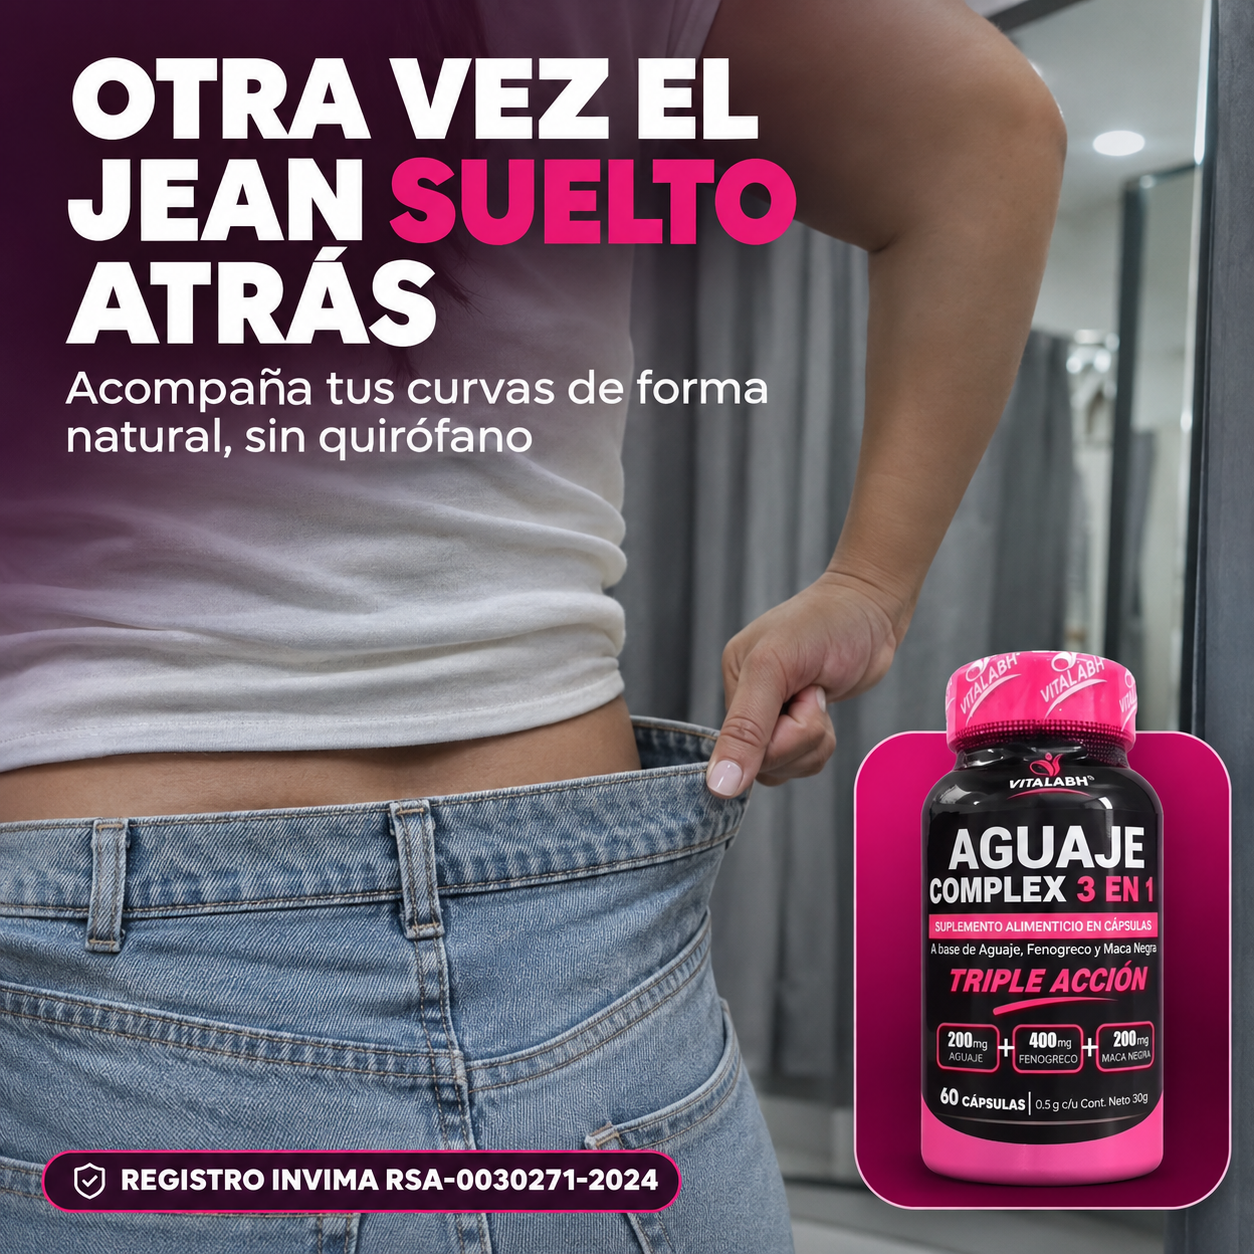 OTRA VEZ EL
JEAN SUELTO
ATRÁS
Acompaña tus curvas de forma
natural, sin quirófano
VITALABH
VITALABH
VITALABH
VITALABH®
AGUAJE
COMPLEX 3 EN 1
SUPLEMENTO ALIMENTICIO EN CÁPSULAS
A base de Aguaje, Fenogreco y Maca Negra
TRIPLE ACCIÓN
200mg + 400mg + 200mg
AGUAJE FENOGRECO MACA NEGRA
60 CÁPSULAS | 0.5 g c/u Cont. Neto 30g
REGISTRO INVIMA RSA-0030271-2024